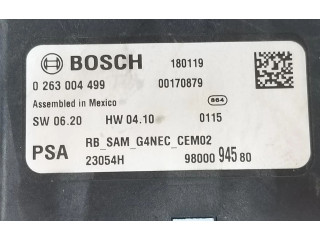 BOSCH 180119
0 263 004 499 00170879
Assembled in Mexico
SW 06.20 HW 04.10 0115
PSA RB_SAM_G4NEC_CEM02
23054H 98000 945 80